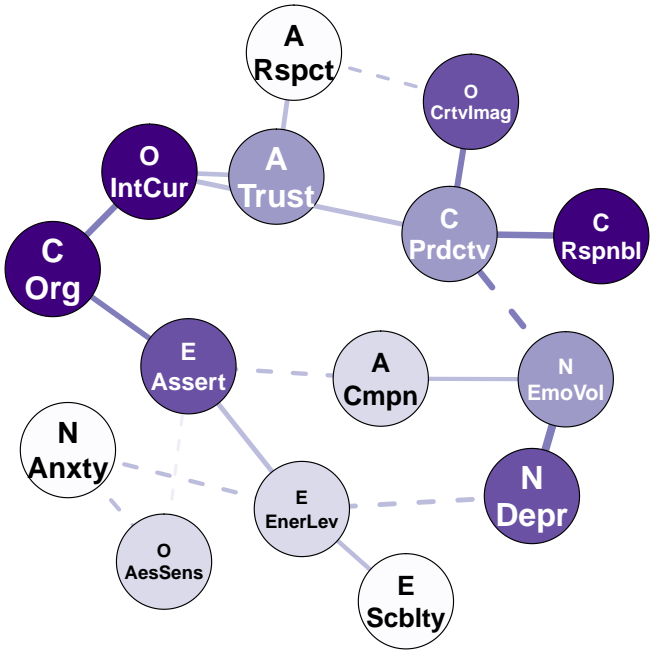 A
Rspct
O
CrtvImag
O
IntCur
A
Trust
C
Prdctv
C
Rspnbl
C
Org
E
Assert
A
Cmpn
N
EmoVol
N
Anxty
E
EnerLev
N
Depr
O
AesSens
E
Scblty